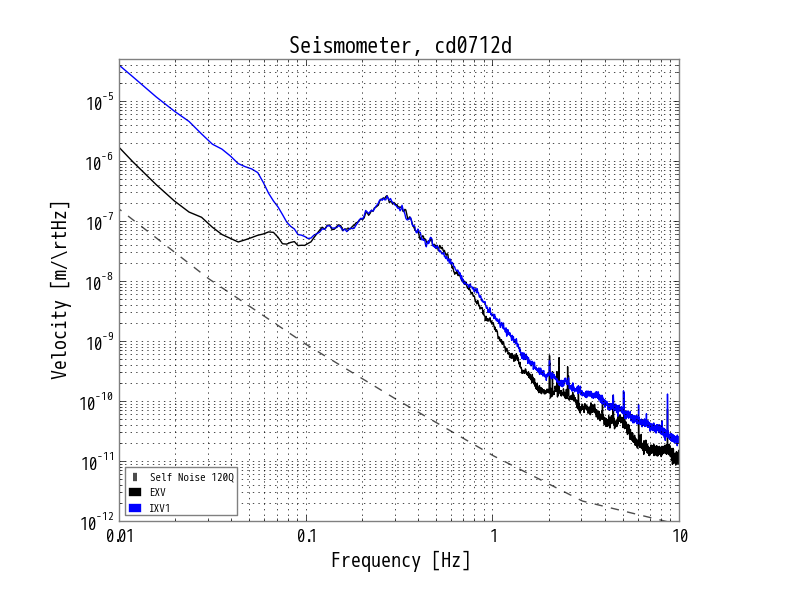 Seismometer, cd0712d
Velocity [m/\rtHz]
10^-5
10^-6
10^-7
10^-8
10^-9
10^-10
10^-11
10^-12
Self Noise 120Q
EXV
IXV1
0.01 0.1 1 10
Frequency [Hz]